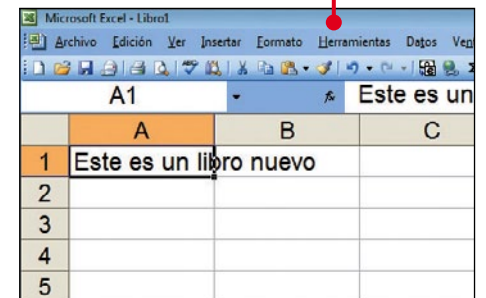 Microsoft Excel - Libro1
Archivo Edición Ver Insertar Formato Herramientas Datos
A1 fx Este es un
A B C
1 Este es un libro nuevo
2
3
4
5